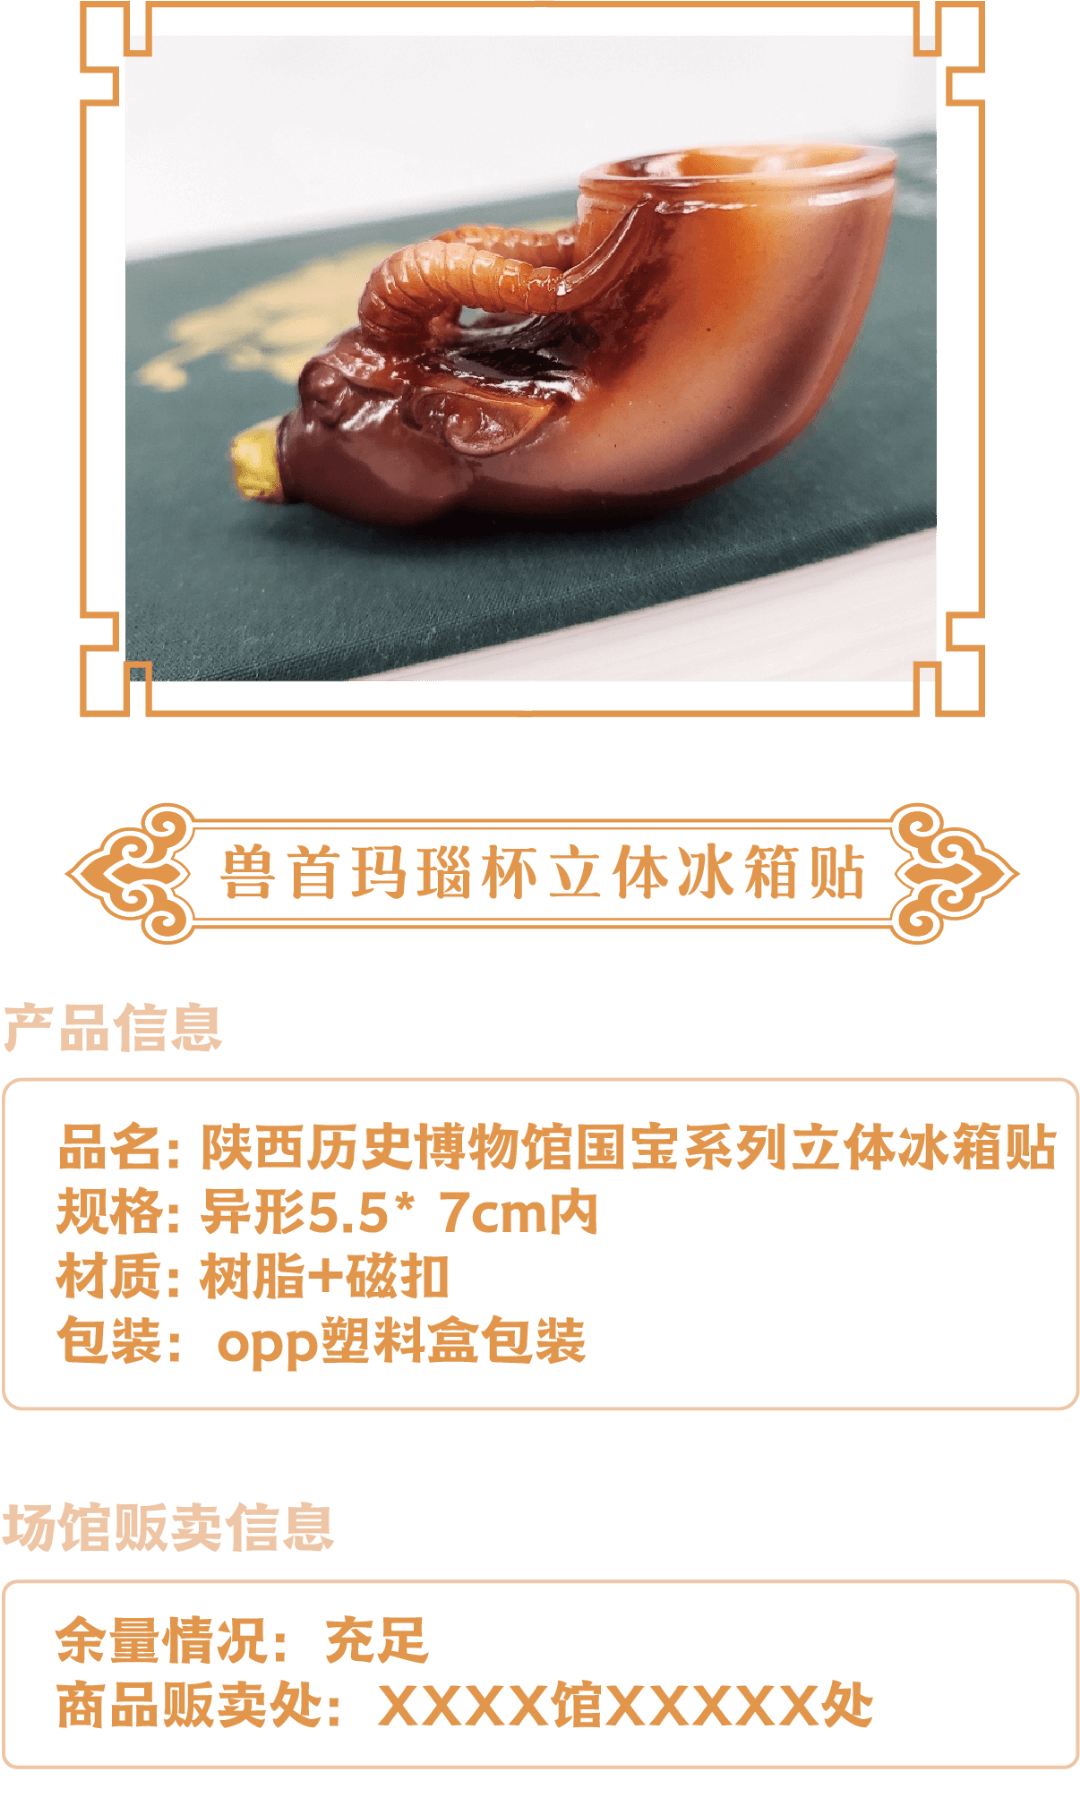 兽首玛瑙杯立体冰箱贴
产品信息
品名：陕西历史博物馆国宝系列立体冰箱贴
规格：异形5.5* 7cm内
材质：树脂+磁扣
包装：opp塑料盒包装
场馆贩卖信息
余量情况：充足
商品贩卖处：XXXX馆XXXXX处